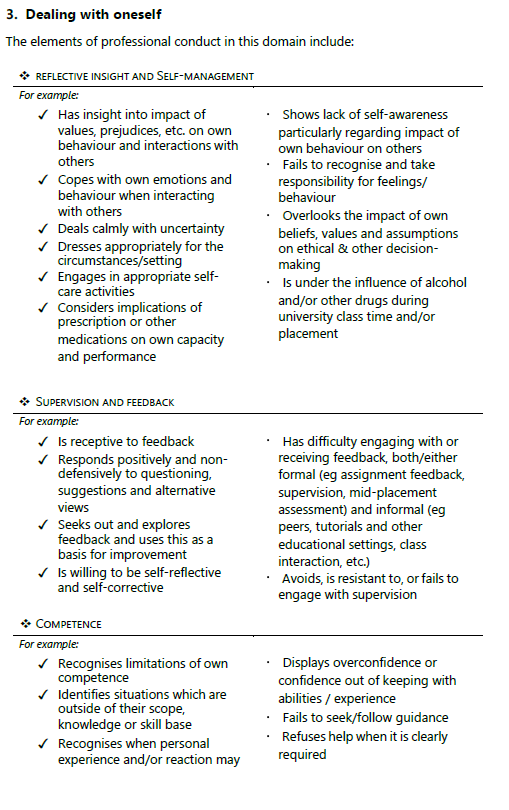 3. Dealing with oneself
The elements of professional conduct in this domain include:
❖ REFLECTIVE INSIGHT AND SELF-MANAGEMENT
For example:
✓ Has insight into impact of
values, prejudices, etc. on own
behaviour and interactions with
others
✓ Copes with own emotions and
behaviour when interacting
with others
✓ Deals calmly with uncertainty
✓ Dresses appropriately for the
circumstances/setting
✓ Engages in appropriate self-
care activities
✓ Considers implications of
prescription or other
medications on own capacity
and performance
· Shows lack of self-awareness
particularly regarding impact of
own behaviour on others
· Fails to recognise and take
responsibility for feelings/
behaviour
· Overlooks the impact of own
beliefs, values and assumptions
on ethical & other decision-
making
· Is under the influence of alcohol
and/or other drugs during
university class time and/or
placement
❖ SUPERVISION AND FEEDBACK
For example:
✓ Is receptive to feedback
✓ Responds positively and non-
defensively to questioning,
suggestions and alternative
views
✓ Seeks out and explores
feedback and uses this as a
basis for improvement
✓ Is willing to be self-reflective
and self-corrective
· Has difficulty engaging with or
receiving feedback, both/either
formal (eg assignment feedback,
supervision, mid-placement
assessment) and informal (eg
peers, tutorials and other
educational settings, class
interaction, etc.)
· Avoids, is resistant to, or fails to
engage with supervision
❖ COMPETENCE
For example:
✓ Recognises limitations of own
competence
✓ Identifies situations which are
outside of their scope,
knowledge or skill base
✓ Recognises when personal
experience and/or reaction may
· Displays overconfidence or
confidence out of keeping with
abilities / experience
· Fails to seek/follow guidance
· Refuses help when it is clearly
required